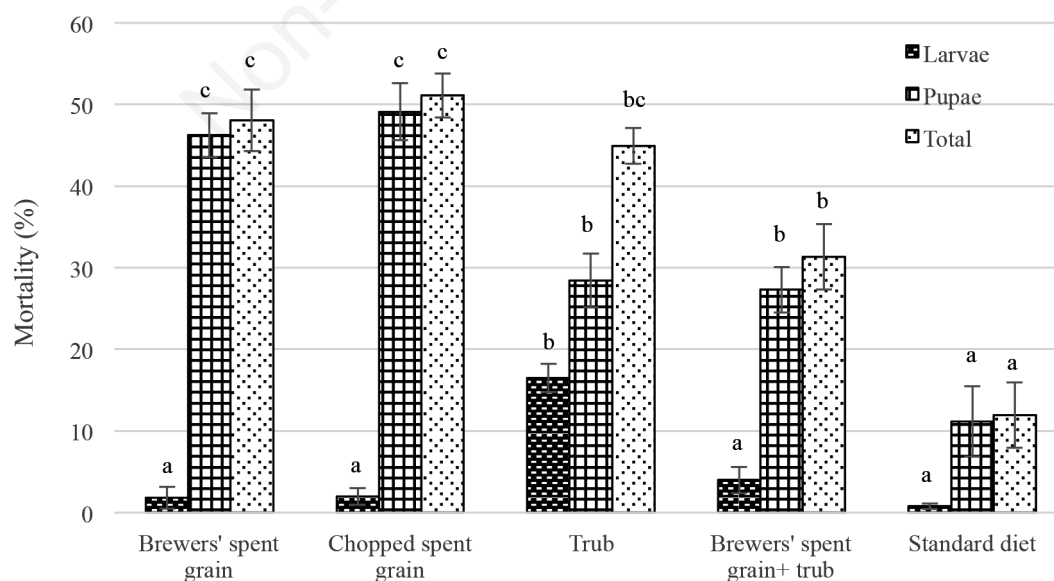 Non-
60
50
40
30
20
10
0
Mortality (%)
Larvae
Pupae
Total
a c c
a c c
b b bc
a b b
a a a
Brewers' spent grain
Chopped spent grain
Trub
Brewers' spent grain+ trub
Standard diet